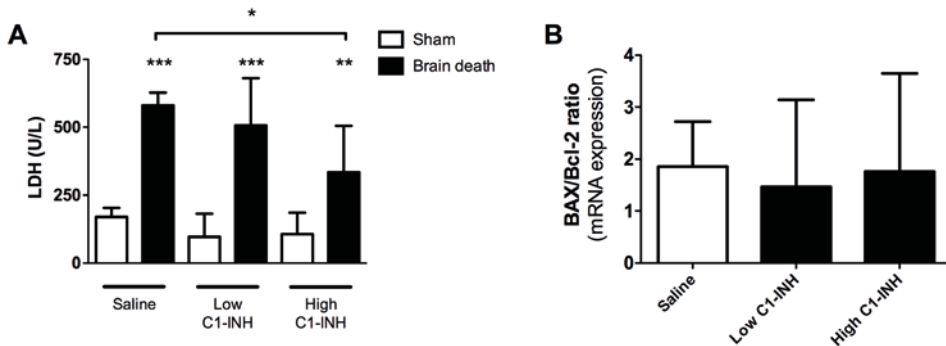 A
*
Sham
Brain death
LDH (U/L)
750
500
250
0
***
***
**
Saline
Low
C1-INH
High
C1-INH
B
BAX/Bcl-2 ratio
(mRNA expression)
4
3
2
1
0
Saline
Low C1-INH
High C1-INH